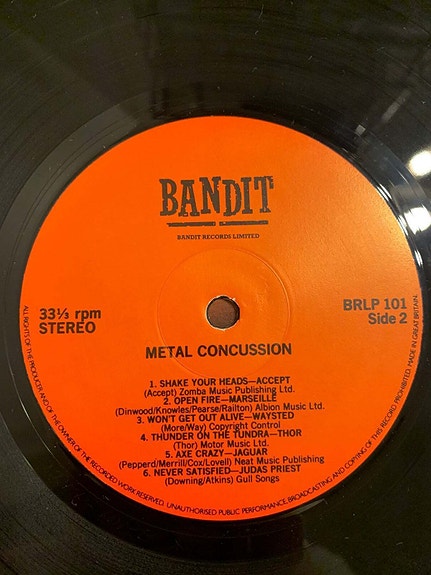 BANDIT
BANDIT RECORDS LIMITED
33⅓ rpm
STEREO
BRLP 101
Side 2
METAL CONCUSSION
1. SHAKE YOUR HEADS—ACCEPT
(Accept) Zomba Music Publishing Ltd.
2. OPEN FIRE—MARSEILLE
(Dinwood/Knowles/Pearse/Railton) Albion Music Ltd.
3. WON'T GET OUT ALIVE—WAYSTED
(More/Way) Copyright Control
4. THUNDER ON THE TUNDRA—THOR
(Thor) Motor Music Ltd.
5. AXE CRAZY—JAGUAR
(Pepperd/Merrill/Cox/Lovell) Neat Music Publishing
6. NEVER SATISFIED—JUDAS PRIEST
(Downing/Atkins) Gull Songs
ALL RIGHTS OF THE PRODUCER AND OF THE OWNER OF THE RECORDED WORK RESERVED. UNAUTHORISED PUBLIC PERFORMANCE, BROADCASTING AND COPYING OF THIS RECORD PROHIBITED. MADE IN GREAT BRITAIN.